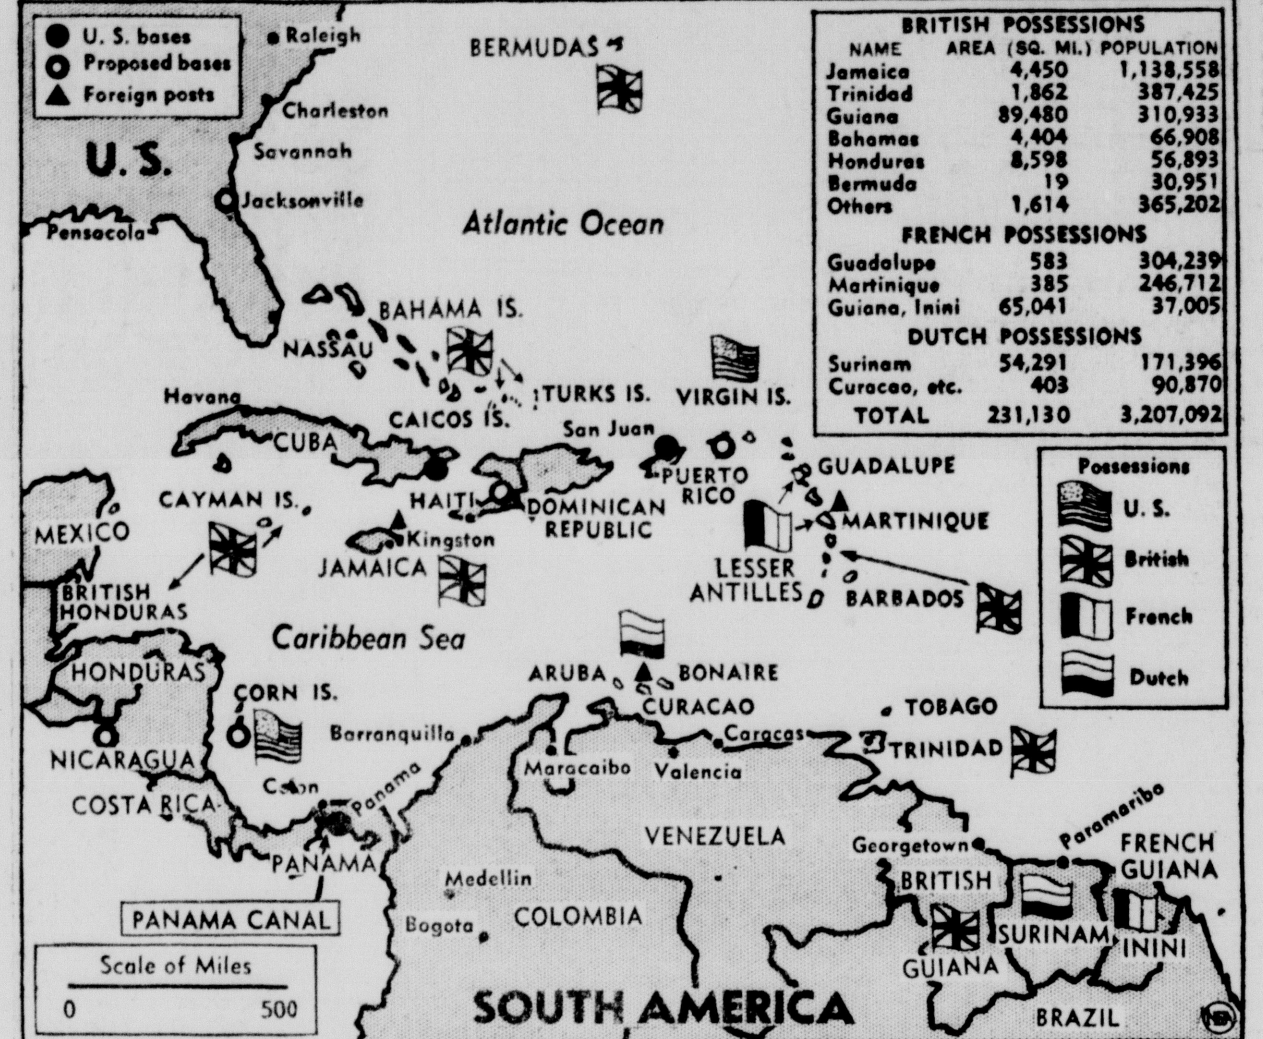 U. S. bases
Proposed bases
Foreign posts
Raleigh
BERMUDAS
BRITISH POSSESSIONS
NAME AREA (SQ. MI.) POPULATION
Jamaica 4,450 1,138,558
Trinidad 1,862 387,425
Guiana 89,480 310,933
Bahamas 4,404 66,908
Honduras 8,598 56,893
Bermuda 19 30,951
Others 1,614 365,202
FRENCH POSSESSIONS
Guadalupe 583 304,239
Martinique 385 246,712
Guiana, Inini 65,041 37,005
DUTCH POSSESSIONS
Surinam 54,291 171,396
Curacao, etc. 403 90,870
TOTAL 231,130 3,207,092
Charleston
U. S.
Savannah
Jacksonville
Pensacola
Atlantic Ocean
BAHAMA IS.
NASSAU
TURKS IS.
VIRGIN IS.
Havana
CAICOS IS.
CUBA
San Juan
PUERTO
RICO
GUADALUPE
Possessions
U. S.
British
French
Dutch
CAYMAN IS.
HAITI
DOMINICAN
REPUBLIC
MARTINIQUE
MEXICO
Kingston
JAMAICA
LESSER
ANTILLES
BARBADOS
BRITISH
HONDURAS
Caribbean Sea
HONDURAS
ARUBA
BONAIRE
CURACAO
CORN IS.
TOBAGO
Barranquilla
Caracas
TRINIDAD
NICARAGUA
Maracaibo
Valencia
Colon
Panama
COSTA RICA
VENEZUELA
Georgetown
Paramaribo
FRENCH
GUIANA
PANAMA
Medellin
BRITISH
GUIANA
PANAMA CANAL
Bogota
COLOMBIA
SURINAM
ININI
Scale of Miles
0 500
SOUTH AMERICA
BRAZIL
NEA